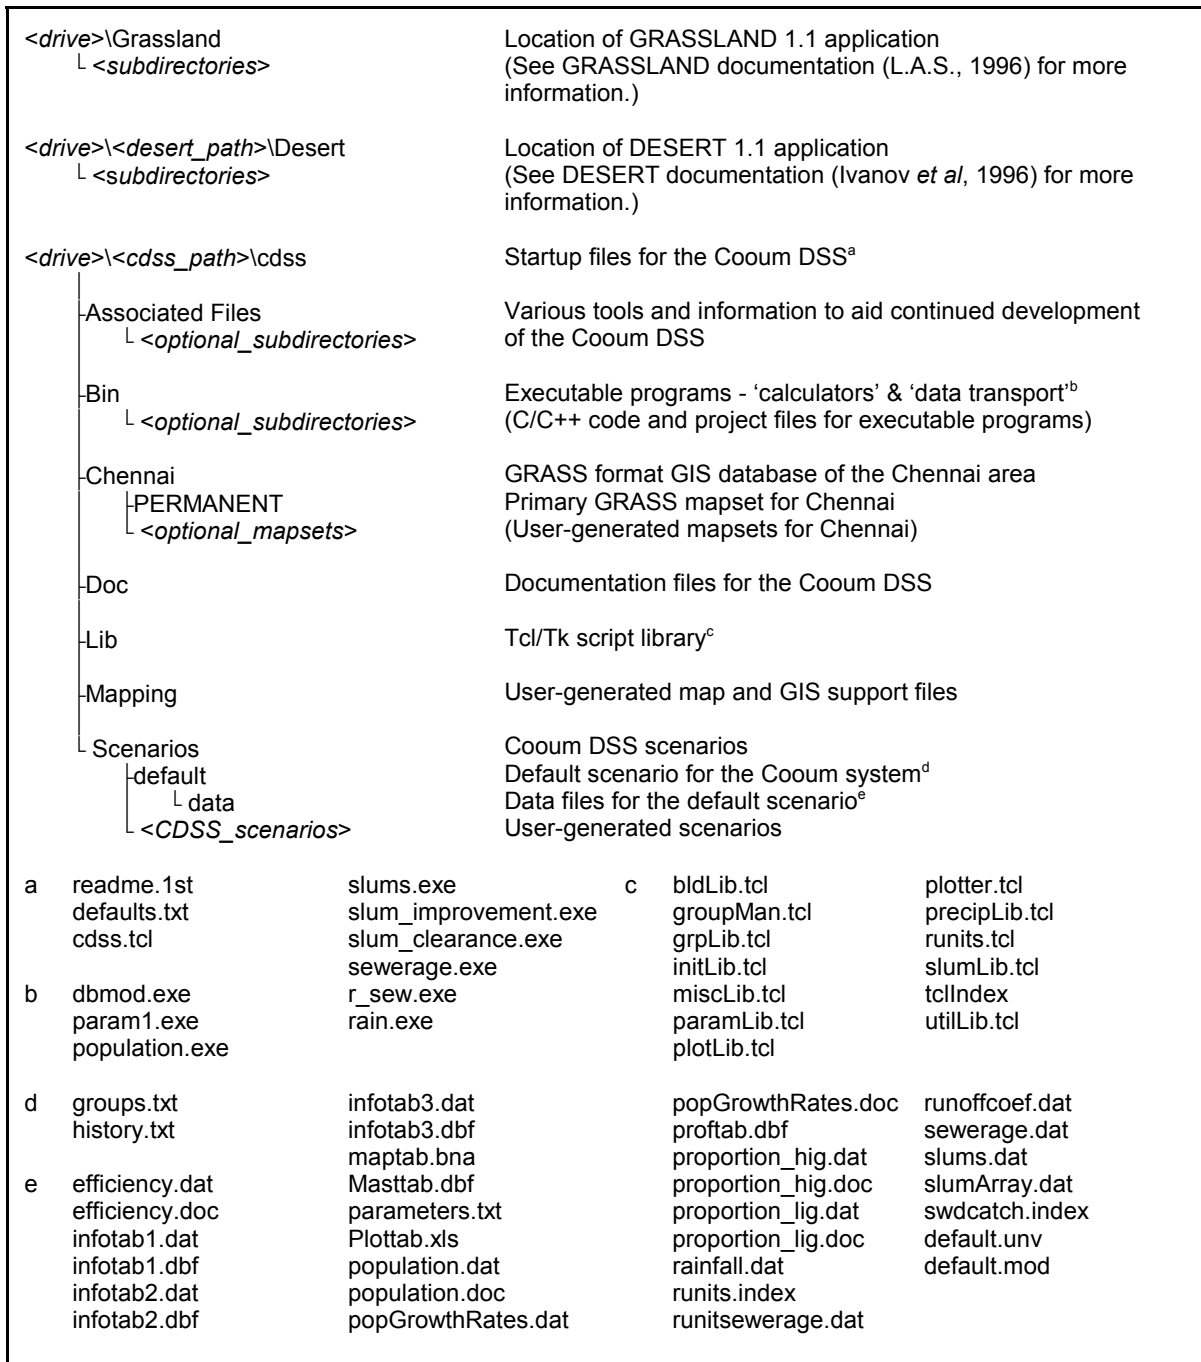 <drive>\Grassland Location of GRASSLAND 1.1 application
└ <subdirectories> (See GRASSLAND documentation (L.A.S., 1996) for more
information.)
<drive>\<desert_path>\Desert Location of DESERT 1.1 application
└ <subdirectories> (See DESERT documentation (Ivanov et al, 1996) for more
information.)
<drive>\<cdss_path>\cdss Startup files for the Cooum DSSa
Associated Files Various tools and information to aid continued development
└ <optional_subdirectories> of the Cooum DSS
Bin Executable programs - ‘calculators’ & ‘data transport’b
└ <optional_subdirectories> (C/C++ code and project files for executable programs)
Chennai GRASS format GIS database of the Chennai area
PERMANENT Primary GRASS mapset for Chennai
└ <optional_mapsets> (User-generated mapsets for Chennai)
Doc Documentation files for the Cooum DSS
Lib Tcl/Tk script libraryc
Mapping User-generated map and GIS support files
└ Scenarios Cooum DSS scenarios
default Default scenario for the Cooum systemd
└ data Data files for the default scenarioe
└ <CDSS_scenarios> User-generated scenarios
a readme.1st slums.exe c bldLib.tcl plotter.tcl
defaults.txt slum_improvement.exe groupMan.tcl precipLib.tcl
cdss.tcl slum_clearance.exe grpLib.tcl runits.tcl
sewerage.exe initLib.tcl slumLib.tcl
b dbmod.exe r_sew.exe miscLib.tcl tclIndex
param1.exe rain.exe paramLib.tcl utilLib.tcl
population.exe plotLib.tcl
d groups.txt infotab3.dat popGrowthRates.doc runoffcoef.dat
history.txt infotab3.dbf proftab.dbf sewerage.dat
maptab.bna proportion_hig.dat slums.dat
e efficiency.dat Masttab.dbf proportion_hig.doc slumArray.dat
efficiency.doc parameters.txt proportion_lig.dat swdcatch.index
infotab1.dat Plottab.xls proportion_lig.doc default.unv
infotab1.dbf population.dat rainfall.dat default.mod
infotab2.dat population.doc runits.index
infotab2.dbf popGrowthRates.dat runitsewerage.dat